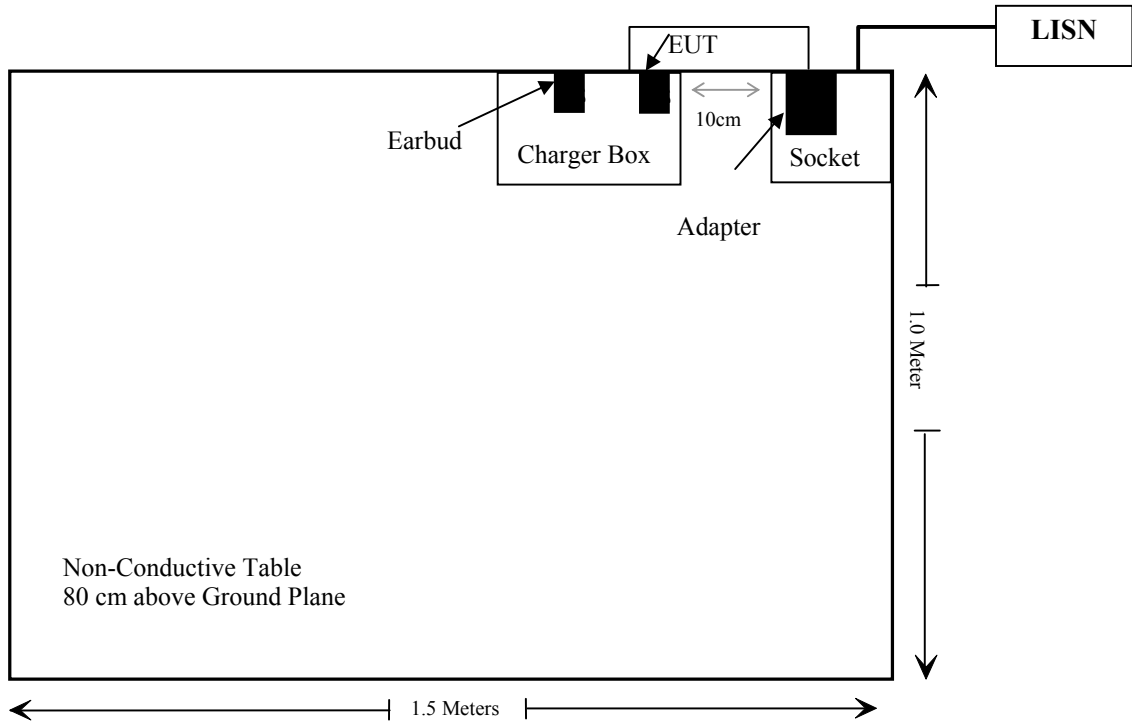 LISN
EUT
10cm
Earbud
Charger Box
Socket
Adapter
1.0 Meter
Non-Conductive Table
80 cm above Ground Plane
1.5 Meters